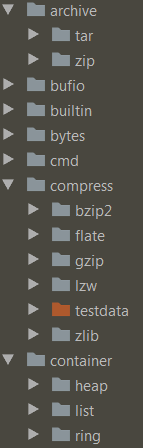 archive
tar
zip
bufio
builtin
bytes
cmd
compress
bzip2
flate
gzip
lzw
testdata
zlib
container
heap
list
ring